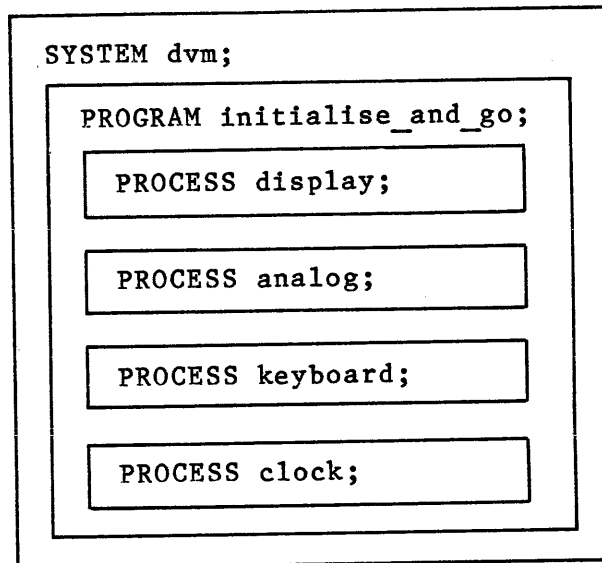 SYSTEM dvm;
PROGRAM initialise_and_go;
PROCESS display;
PROCESS analog;
PROCESS keyboard;
PROCESS clock;